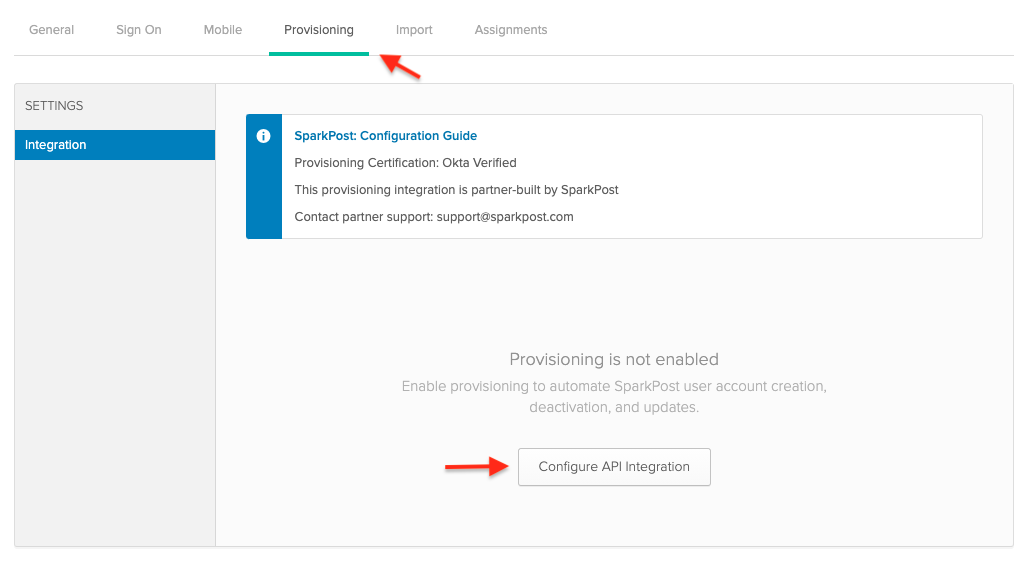 General
Sign On
Mobile
Provisioning
Import
Assignments
SETTINGS
Integration
SparkPost: Configuration Guide
Provisioning Certification: Okta Verified
This provisioning integration is partner-built by SparkPost
Contact partner support: support@sparkpost.com
Provisioning is not enabled
Enable provisioning to automate SparkPost user account creation,
deactivation, and updates.
Configure API Integration